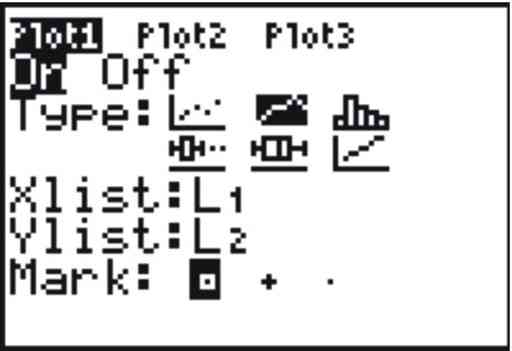 Plot1 Plot2 Plot3
On Off
Type:
Xlist:L1
Ylist:L2
Mark: + .